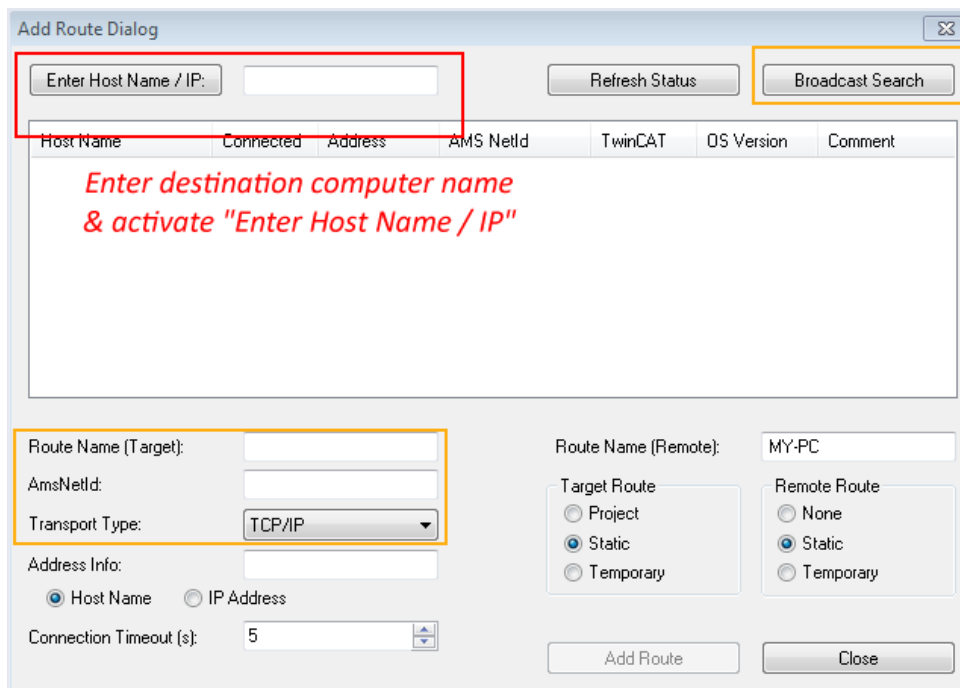 Add Route Dialog
Enter Host Name / IP:
Refresh Status
Broadcast Search
Host Name Connected Address AMS NetId TwinCAT OS Version Comment
Enter destination computer name
& activate "Enter Host Name / IP"
Route Name (Target):
AmsNetId:
Transport Type: TCP/IP
Address Info:
Host Name IP Address
Connection Timeout (s): 5
Route Name (Remote): MY-PC
Target Route
Project
Static
Temporary
Remote Route
None
Static
Temporary
Add Route
Close